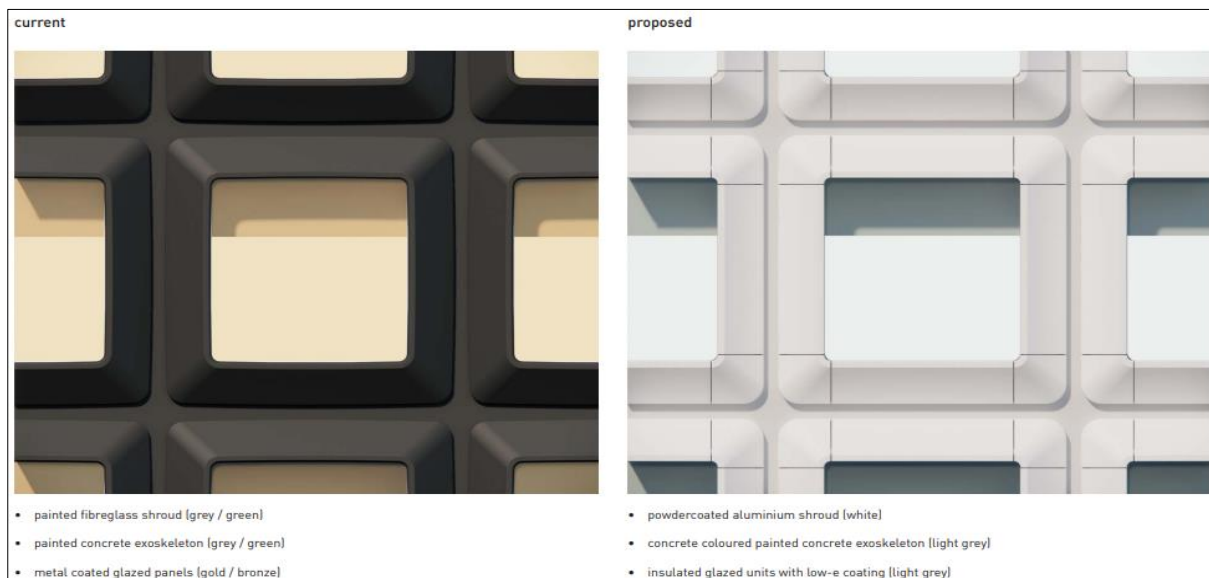 current
proposed
• painted fibreglass shroud (grey / green)
• painted concrete exoskeleton (grey / green)
• metal coated glazed panels (gold / bronze)
• powdercoated aluminium shroud (white)
• concrete coloured painted concrete exoskeleton (light grey)
• insulated glazed units with low-e coating (light grey)